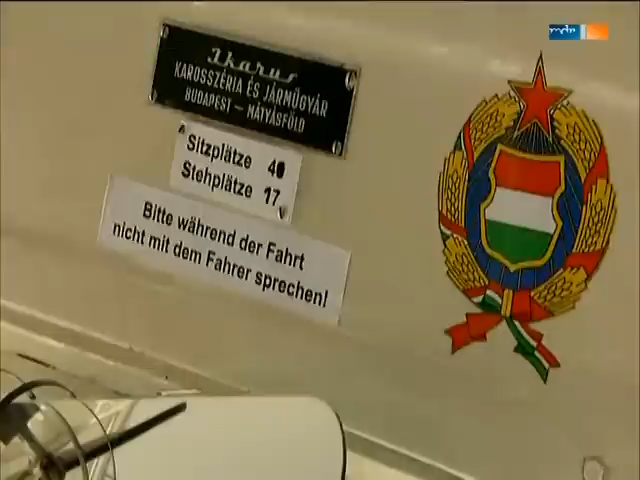 mdr
Ikarus
KAROSSZÉRIA ÉS JÁRMŰGYÁR
BUDAPEST – MÁTYÁSFÖLD
Sitzplätze 40
Stehplätze 17
Bitte während der Fahrt
nicht mit dem Fahrer sprechen!